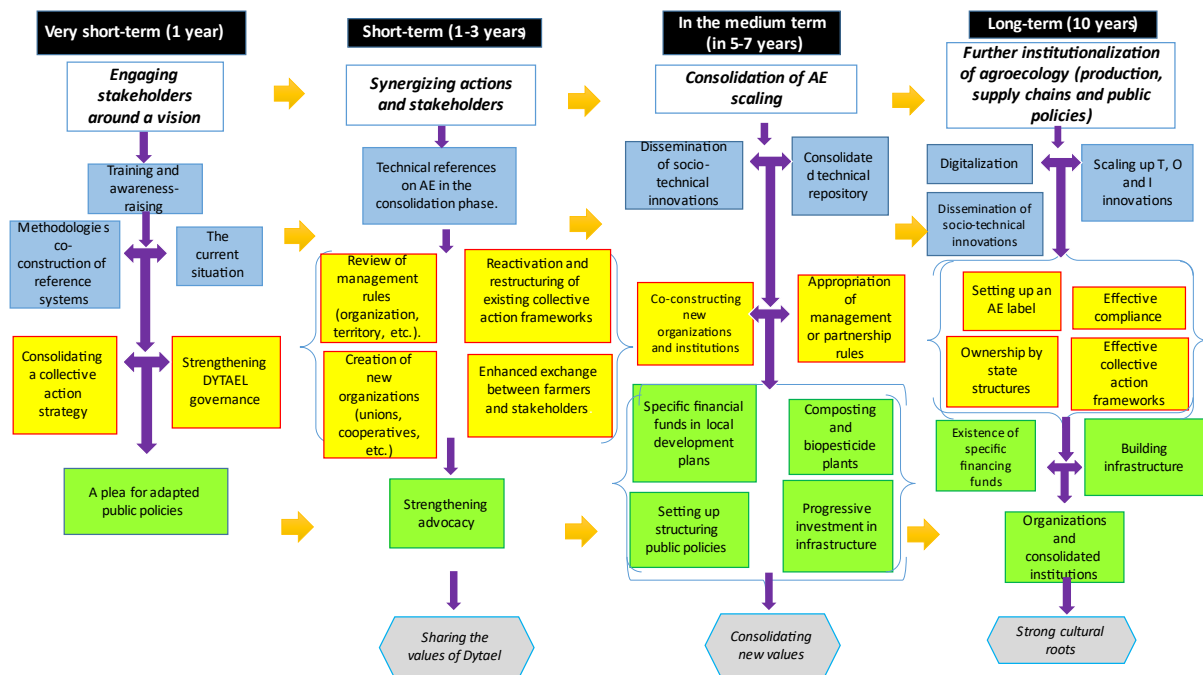 Very short-term (1 year)
Engaging
stakeholders
around a vision
Training and
awareness-
raising
Methodologies
co-
construction of
reference
systems
The
current
situation
Consolidating
a collective
action
strategy
Strengthening
DYTAEL
governance
A plea for adapted
public policies
Short-term (1-3 years)
Synergizing actions
and stakeholders
Technical references
on AE in the
consolidation phase.
Review of
management
rules
(organization,
territory, etc.).
Reactivation and
restructuring of
existing collective
action frameworks
Creation of
new
organizations
(unions,
cooperatives,
etc.)
Enhanced exchange
between farmers
and stakeholders.
Strengthening
advocacy
Sharing the
values of Dytael
In the medium term
(in 5-7 years)
Consolidation of AE
scaling
Dissemination
of socio-
technical
innovations
Consolidate
d technical
repository
Co-constructing
new
organizations
and institutions
Appropriation
of
management
or partnership
rules
Specific financial
funds in local
development
plans
Composting
and
biopesticide
plants
Setting up
structuring
public policies
Progressive
investment in
infrastructure
Consolidating
new values
Long-term (10 years)
Further institutionalization
of agroecology (production,
supply chains and public
policies)
Digitalization
Scaling up T, O
and I
innovations
Dissemination of
socio-technical
innovations
Setting up an
AE label
Effective
compliance
Ownership by
state
structures
Effective
collective
action
frameworks
Existence of
specific
financing
funds
Building
infrastructure
Organizations
and
consolidated
institutions
Strong cultural
roots